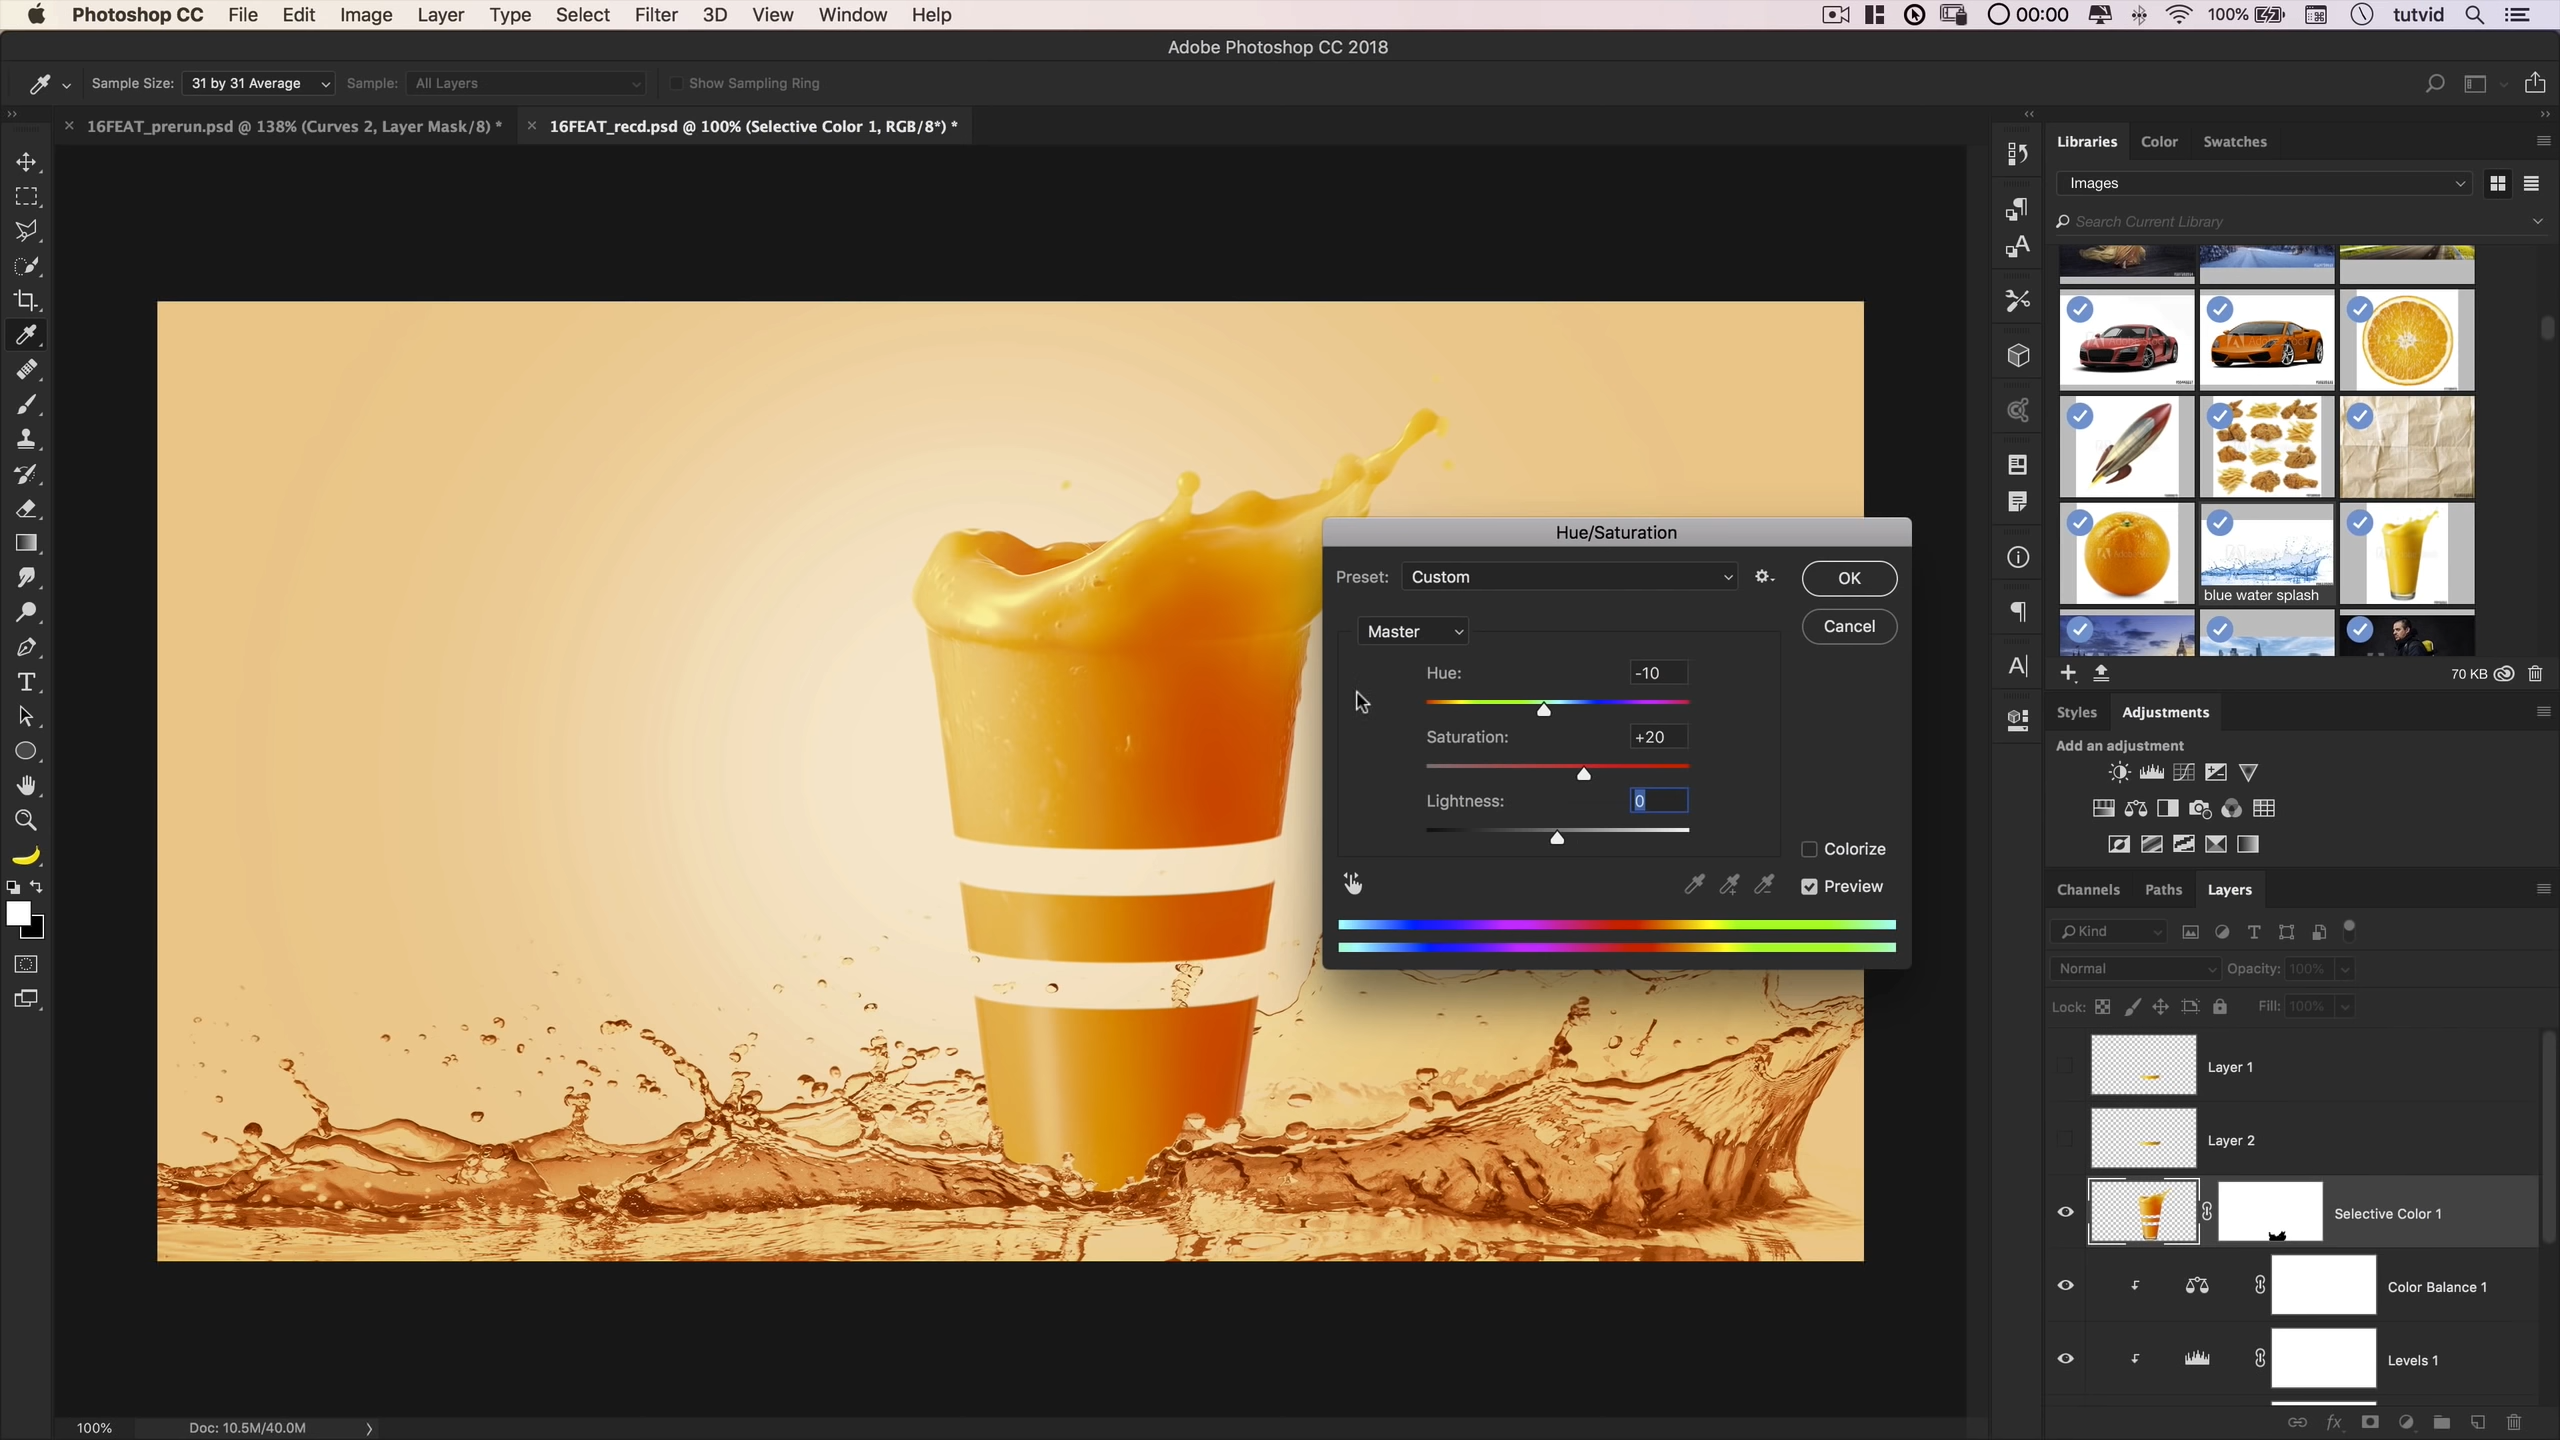 Photoshop CC File Edit Image Layer Type Select Filter 3D View Window Help 00:00 100% tutvid
Adobe Photoshop CC 2018
Sample Size: 31 by 31 Average Sample: All Layers Show Sampling Ring
16FEAT_prerun.psd @ 138% (Curves 2, Layer Mask/8) *
16FEAT_recd.psd @ 100% (Selective Color 1, RGB/8*) *
Libraries Color Swatches
Images
Search Current Library
blue water splash
70 KB
Hue/Saturation
Preset: Custom
OK
Cancel
Master
Hue: -10
Saturation: +20
Lightness: 0
Colorize
Preview
Styles Adjustments
Add an adjustment
Channels Paths Layers
Kind
Normal Opacity: 100%
Lock: Fill: 100%
Layer 1
Layer 2
Selective Color 1
Color Balance 1
Levels 1
fx
100% Doc: 10.5M/40.0M